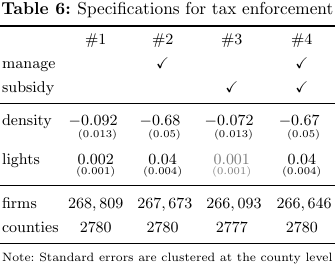 Table 6: Specifications for tax enforcement
#1 #2 #3 #4
manage ✓ ✓
subsidy ✓ ✓
density −0.092 −0.68 −0.072 −0.67
(0.013) (0.05) (0.013) (0.05)
lights 0.002 0.04 0.001 0.04
(0.001) (0.004) (0.001) (0.004)
firms 268,809 267,673 266,093 266,646
counties 2780 2780 2777 2780
Note: Standard errors are clustered at the county level